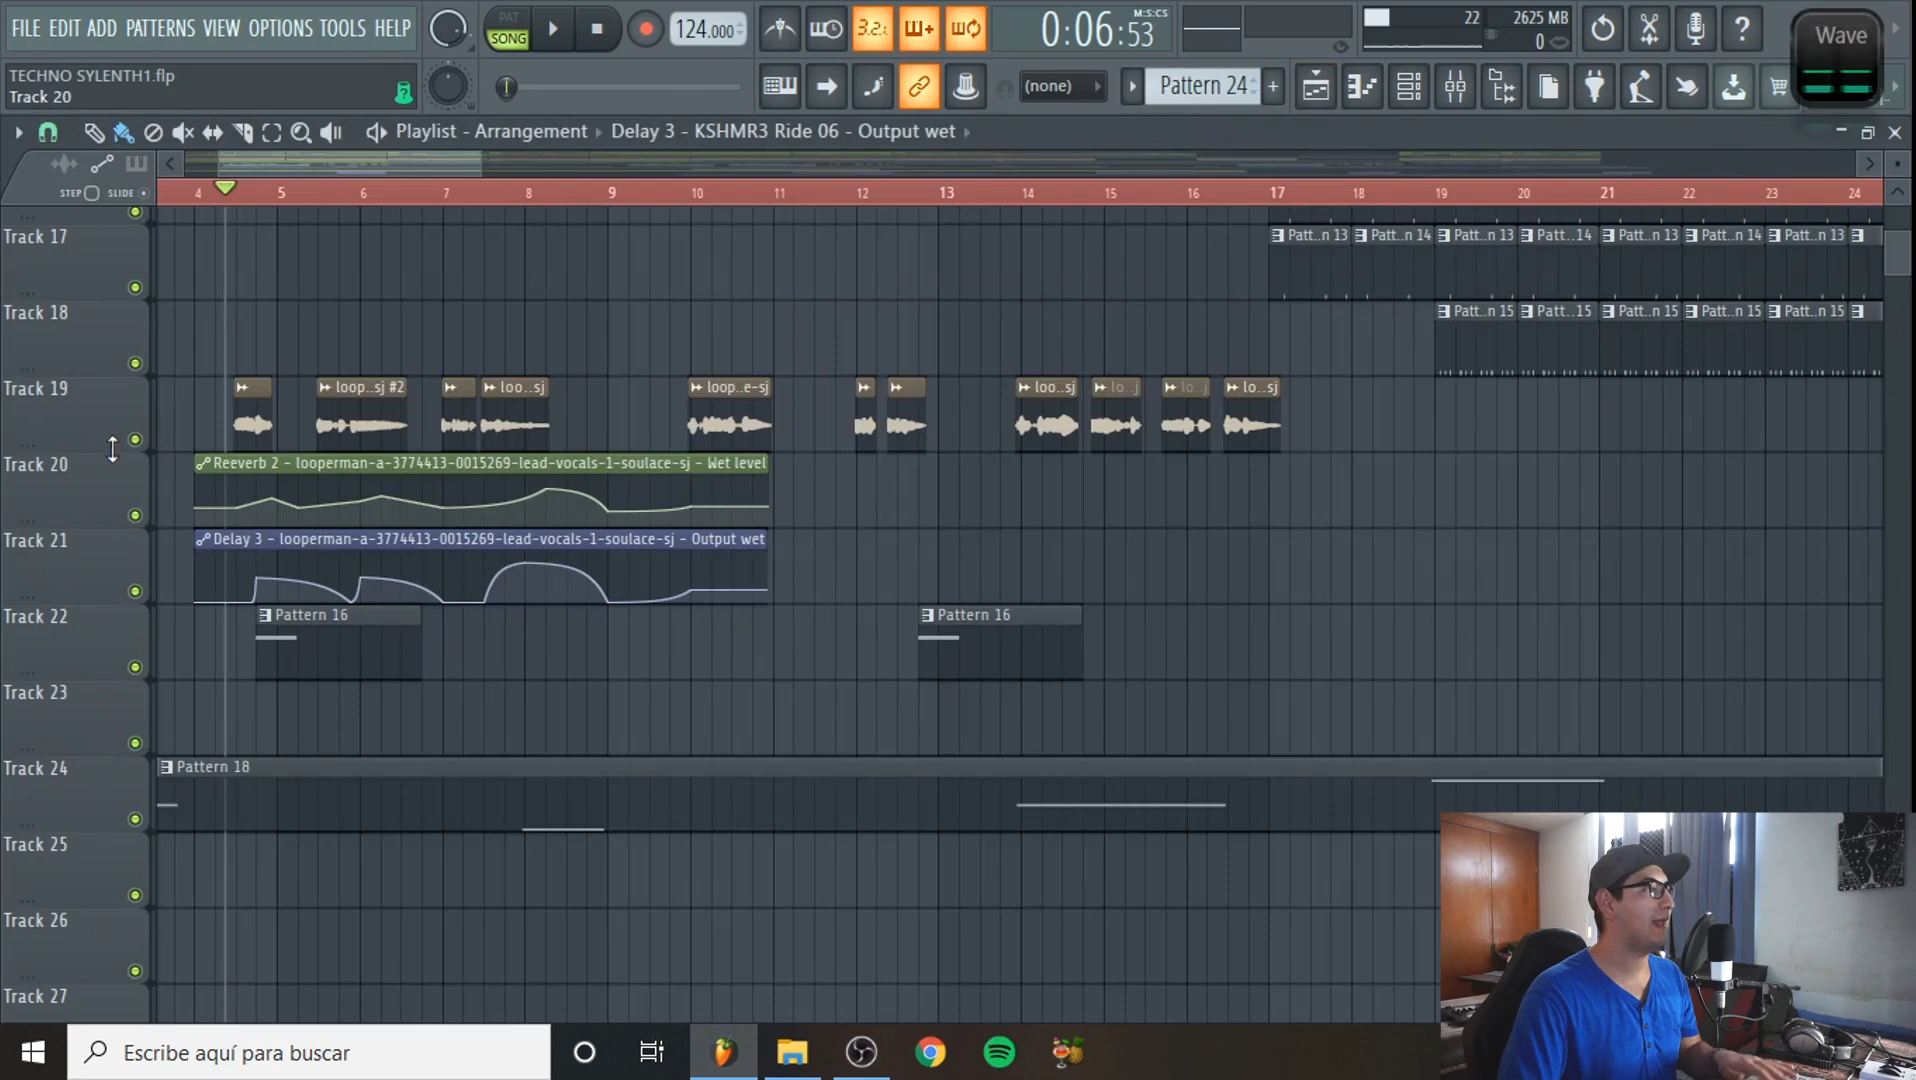 FILE EDIT ADD PATTERNS VIEW OPTIONS TOOLS HELP
PAT
SONG
124.000
3.2.
0:06:53
M:S:CS
22
2625 MB
0
Wave
TECHNO SYLENTH1.flp
Track 20
(none)
Pattern 24
Playlist - Arrangement
Delay 3 - KSHMR3 Ride 06 - Output wet
STEP
SLIDE
4 5 6 7 8 9 10 11 12 13 14 15 16 17 18 19 20 21 22 23 24
Track 17
Patt..n 13
Patt..n 14
Patt..n 13
Patt..14
Patt..n 13
Patt..n 14
Patt..n 13
Track 18
Patt..n 15
Patt..15
Patt..n 15
Patt..n 15
Patt..n 15
Track 19
loop..sj #2
loo..sj
loop..e-sj
loo..sj
lo..j
lo..j
lo..sj
Track 20
Reeverb 2 - looperman-a-3774413-0015269-lead-vocals-1-soulace-sj - Wet level
Track 21
Delay 3 - looperman-a-3774413-0015269-lead-vocals-1-soulace-sj - Output wet
Track 22
Pattern 16
Pattern 16
Track 23
Track 24
Pattern 18
Track 25
Track 26
Track 27
Escribe aquí para buscar